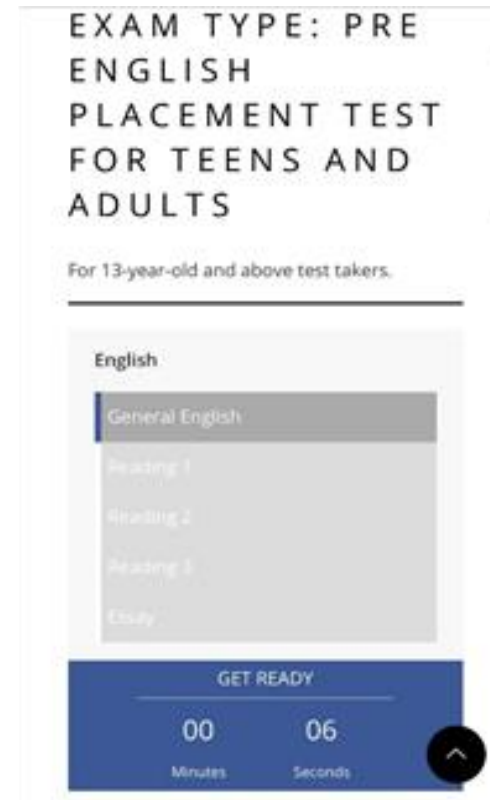 EXAM TYPE: PRE
ENGLISH
PLACEMENT TEST
FOR TEENS AND
ADULTS
For 13-year-old and above test takers.
English
General English
Reading 1
Reading 2
Reading 3
Essay
GET READY
00 06
Minutes Seconds